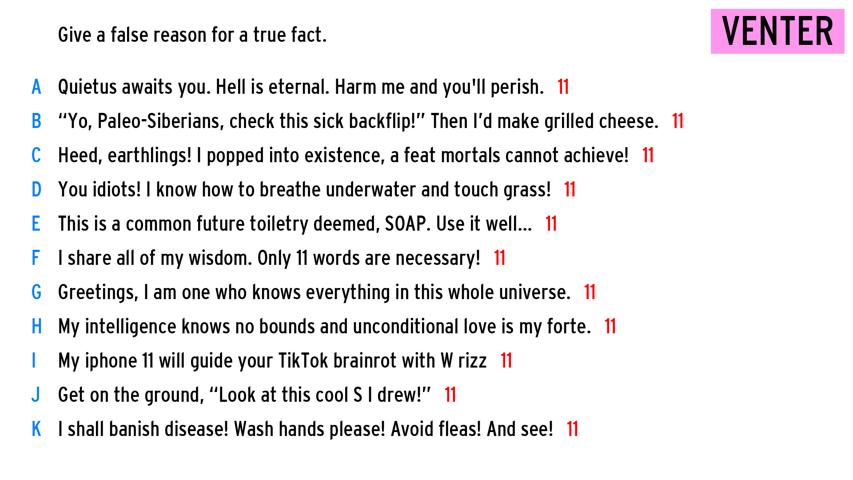 Give a false reason for a true fact.
VENTER
A Quietus awaits you. Hell is eternal. Harm me and you'll perish. 11
B “Yo, Paleo-Siberians, check this sick backflip!” Then I’d make grilled cheese. 11
C Heed, earthlings! I popped into existence, a feat mortals cannot achieve! 11
D You idiots! I know how to breathe underwater and touch grass! 11
E This is a common future toiletry deemed, SOAP. Use it well... 11
F I share all of my wisdom. Only 11 words are necessary! 11
G Greetings, I am one who knows everything in this whole universe. 11
H My intelligence knows no bounds and unconditional love is my forte. 11
I My iphone 11 will guide your TikTok brainrot with W rizz 11
J Get on the ground, “Look at this cool S I drew!” 11
K I shall banish disease! Wash hands please! Avoid fleas! And see! 11